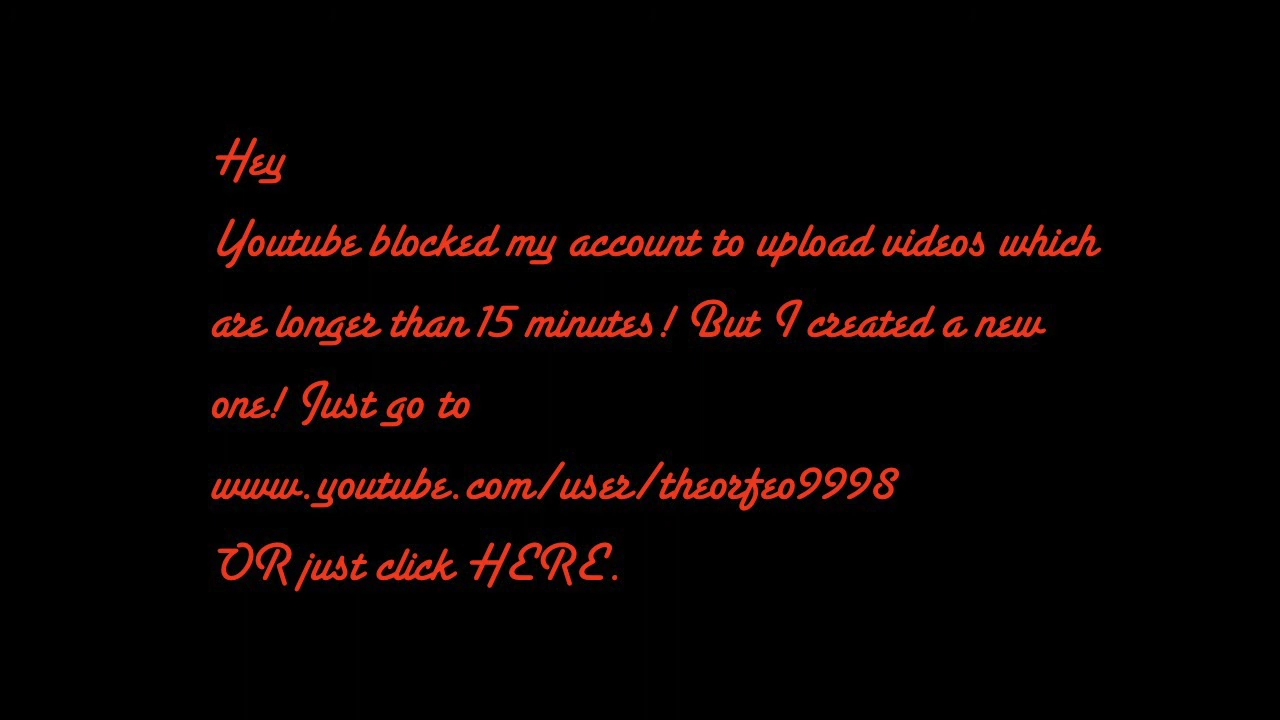 Hey
Youtube blocked my account to upload videos which
are longer than 15 minutes! But I created a new
one! Just go to
www.youtube.com/user/theorfeo9998
OR just click HERE.